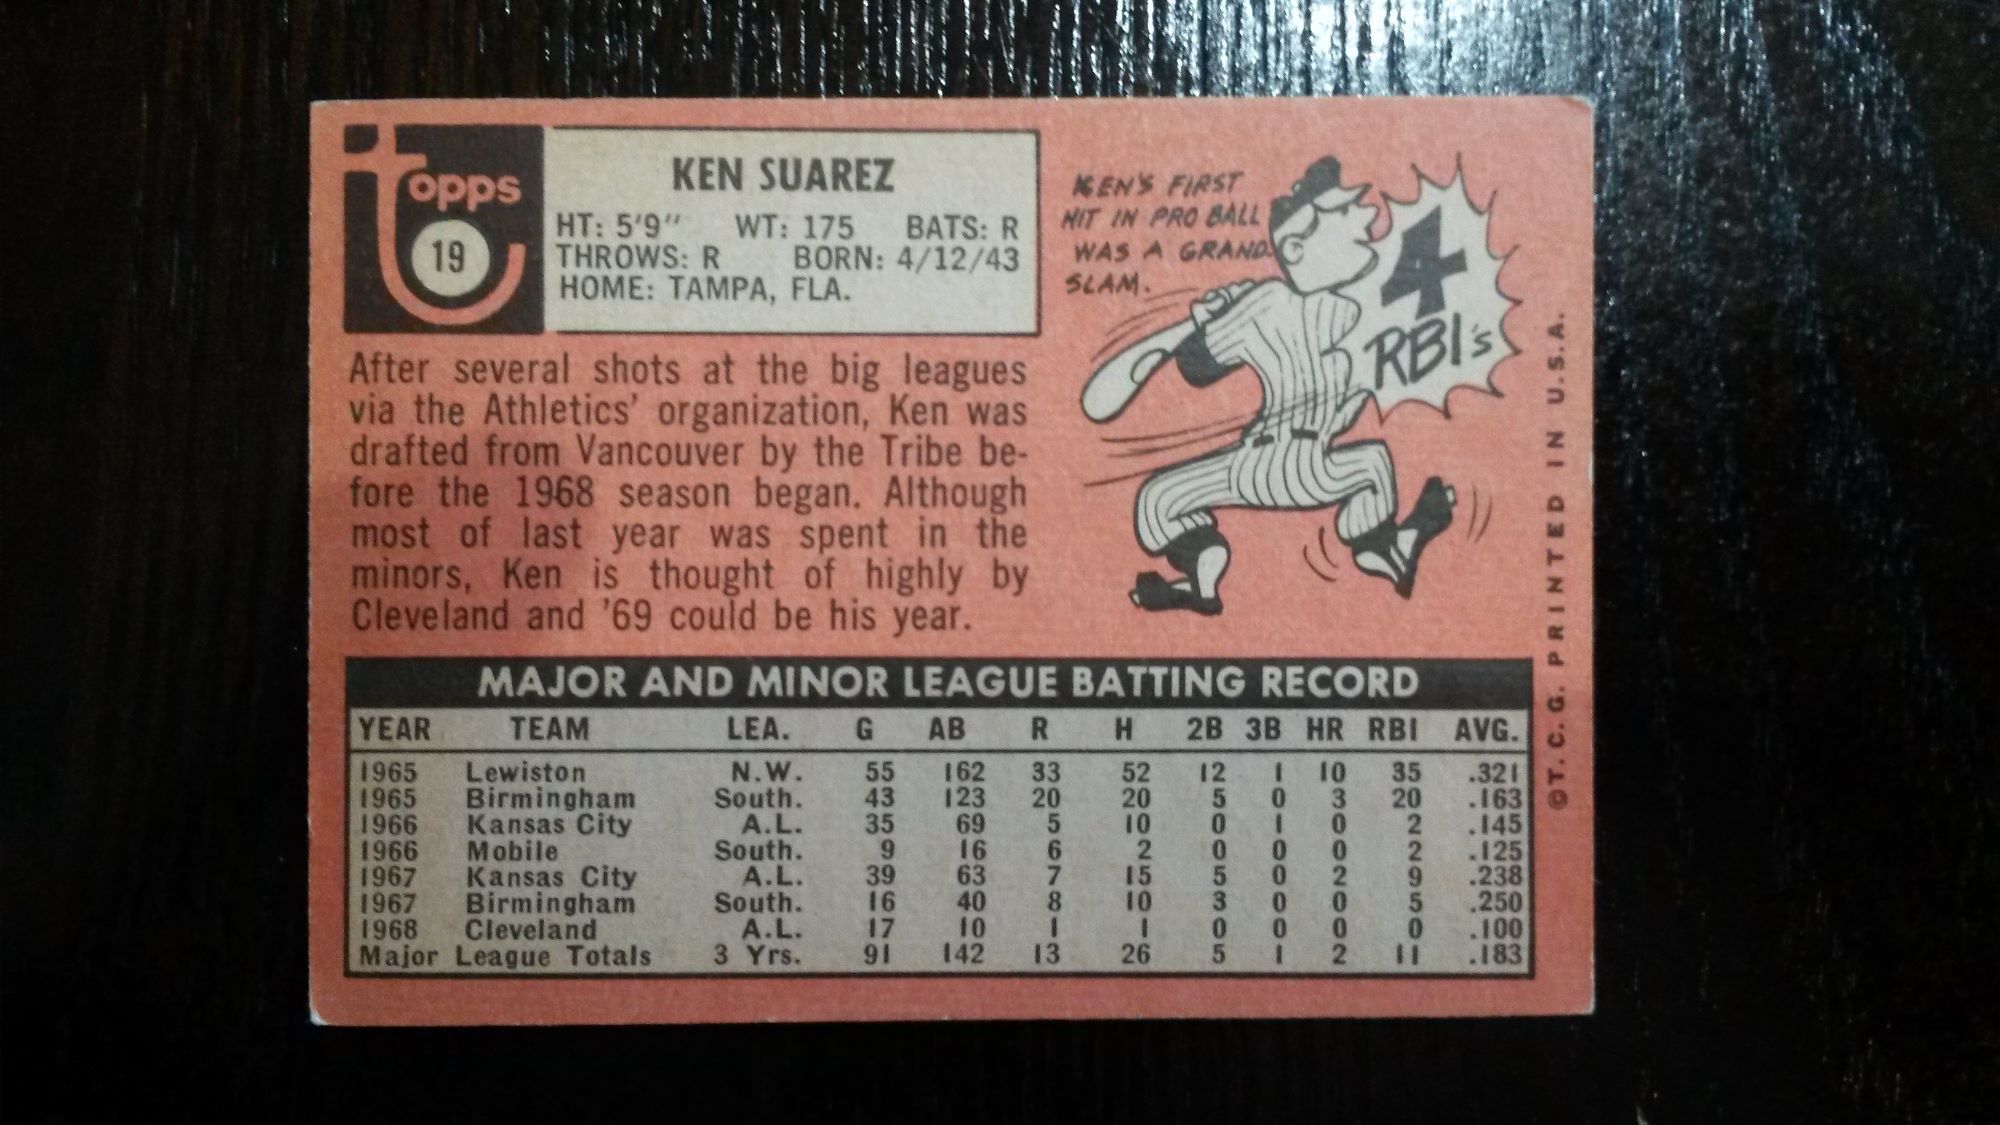 Topps
19
KEN SUAREZ
HT: 5'9" WT: 175 BATS: R
THROWS: R BORN: 4/12/43
HOME: TAMPA, FLA.
KEN'S FIRST
HIT IN PRO BALL
WAS A GRAND
SLAM.
4
RBI's
After several shots at the big leagues
via the Athletics' organization, Ken was
drafted from Vancouver by the Tribe be-
fore the 1968 season began. Although
most of last year was spent in the
minors, Ken is thought of highly by
Cleveland and '69 could be his year.
MAJOR AND MINOR LEAGUE BATTING RECORD
YEAR TEAM LEA. G AB R H 2B 3B HR RBI AVG.
1965 Lewiston N.W. 55 162 33 52 12 1 10 35 .321
1965 Birmingham South. 43 123 20 20 5 0 3 20 .163
1966 Kansas City A.L. 35 69 5 10 0 1 0 2 .145
1966 Mobile South. 9 16 6 2 0 0 0 2 .125
1967 Kansas City A.L. 39 63 7 15 5 0 2 9 .238
1967 Birmingham South. 16 40 8 10 3 0 0 5 .250
1968 Cleveland A.L. 17 10 1 1 0 0 0 0 .100
Major League Totals 3 Yrs. 91 142 13 26 5 1 2 11 .183
©T. C. G. PRINTED IN U.S.A.